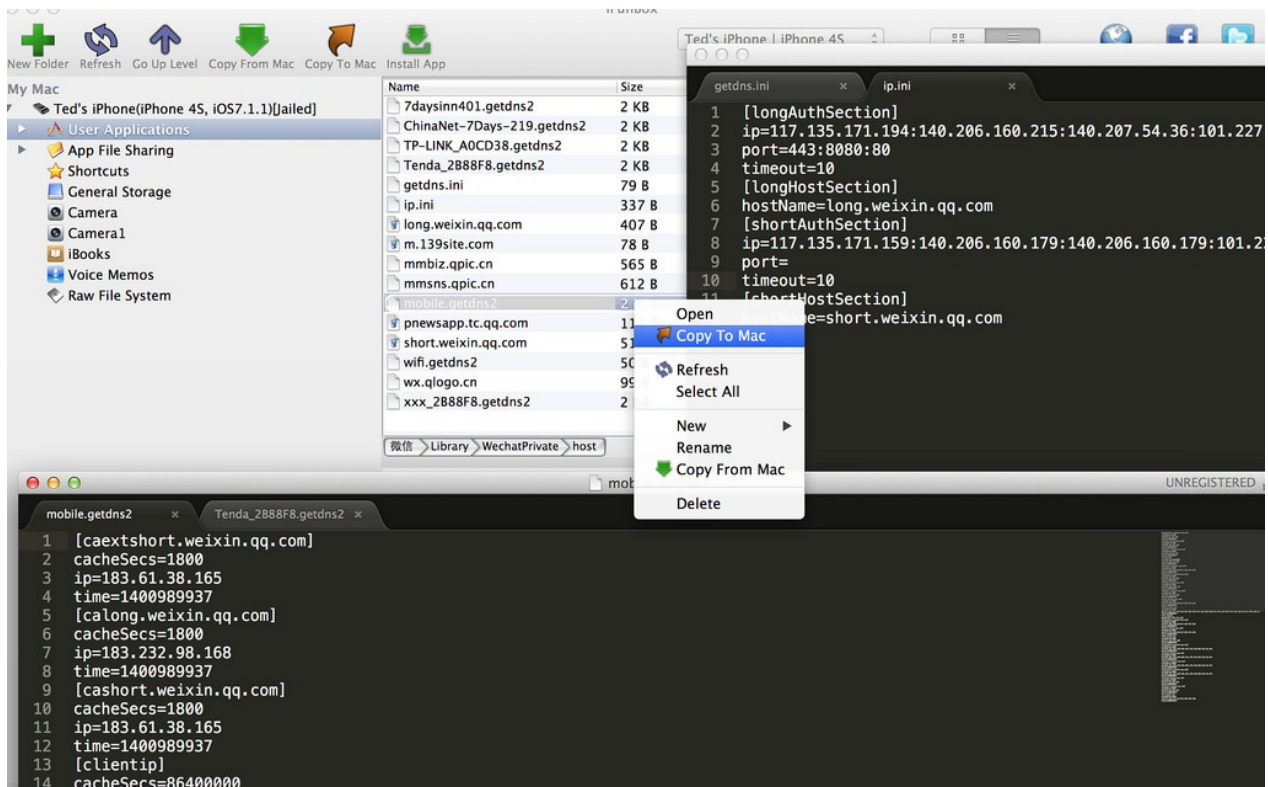 iFunBox
New Folder Refresh Go Up Level Copy From Mac Copy To Mac Install App
Ted's iPhone | iPhone 4S
My Mac
Ted's iPhone(iPhone 4S, iOS7.1.1)[Jailed]
User Applications
App File Sharing
Shortcuts
General Storage
Camera
Camera1
iBooks
Voice Memos
Raw File System
Name Size
7daysinn401.getdns2 2 KB
ChinaNet-7Days-219.getdns2 2 KB
TP-LINK_A0CD38.getdns2 2 KB
Tenda_2B88F8.getdns2 2 KB
getdns.ini 79 B
ip.ini 337 B
long.weixin.qq.com 407 B
m.139site.com 78 B
mmbiz.qpic.cn 565 B
mmsns.qpic.cn 612 B
mobile.getdns2 2
pnewsapp.tc.qq.com 11
short.weixin.qq.com 51
wifi.getdns2 50
wx.qlogo.cn 99
xxx_2B88F8.getdns2 2
微信 Library WechatPrivate host
getdns.ini × ip.ini ×
1 [longAuthSection]
2 ip=117.135.171.194:140.206.160.215:140.207.54.36:101.227
3 port=443:8080:80
4 timeout=10
5 [longHostSection]
6 hostName=long.weixin.qq.com
7 [shortAuthSection]
8 ip=117.135.171.159:140.206.160.179:140.206.160.179:101.2
9 port=
10 timeout=10
11 [shortHostSection]
e=short.weixin.qq.com
Open
Copy To Mac
Refresh
Select All
New
Rename
Copy From Mac
Delete
mob
UNREGISTERED
mobile.getdns2 × Tenda_2B88F8.getdns2 ×
1 [caextshort.weixin.qq.com]
2 cacheSecs=1800
3 ip=183.61.38.165
4 time=1400989937
5 [calong.weixin.qq.com]
6 cacheSecs=1800
7 ip=183.232.98.168
8 time=1400989937
9 [cashort.weixin.qq.com]
10 cacheSecs=1800
11 ip=183.61.38.165
12 time=1400989937
13 [clientip]
14 cacheSecs=86400000